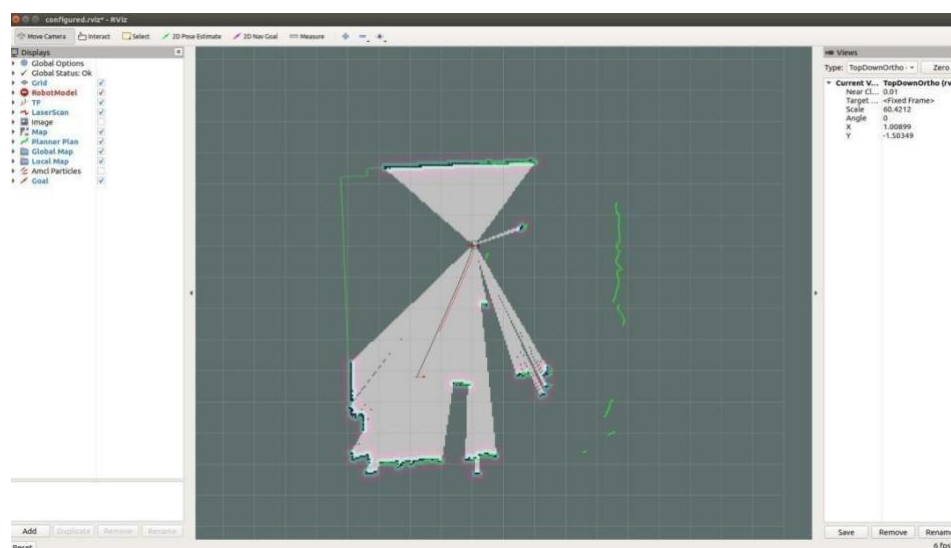 configured.rviz* - RViz
Move Camera Interact Select 2D Pose Estimate 2D Nav Goal Measure
Displays
Global Options
Global Status: Ok
Grid
RobotModel
TF
LaserScan
Image
Map
Planner Plan
Global Map
Local Map
Amcl Particles
Goal
Add Duplicate Remove Rename
Reset
Views
Type: TopDownOrtho Zero
Current V... TopDownOrtho (rv
Near Cl... 0.01
Target ... <Fixed Frame>
Scale 60.4212
Angle 0
X 1.00899
Y -1.50349
Save Remove Rename
6 fps